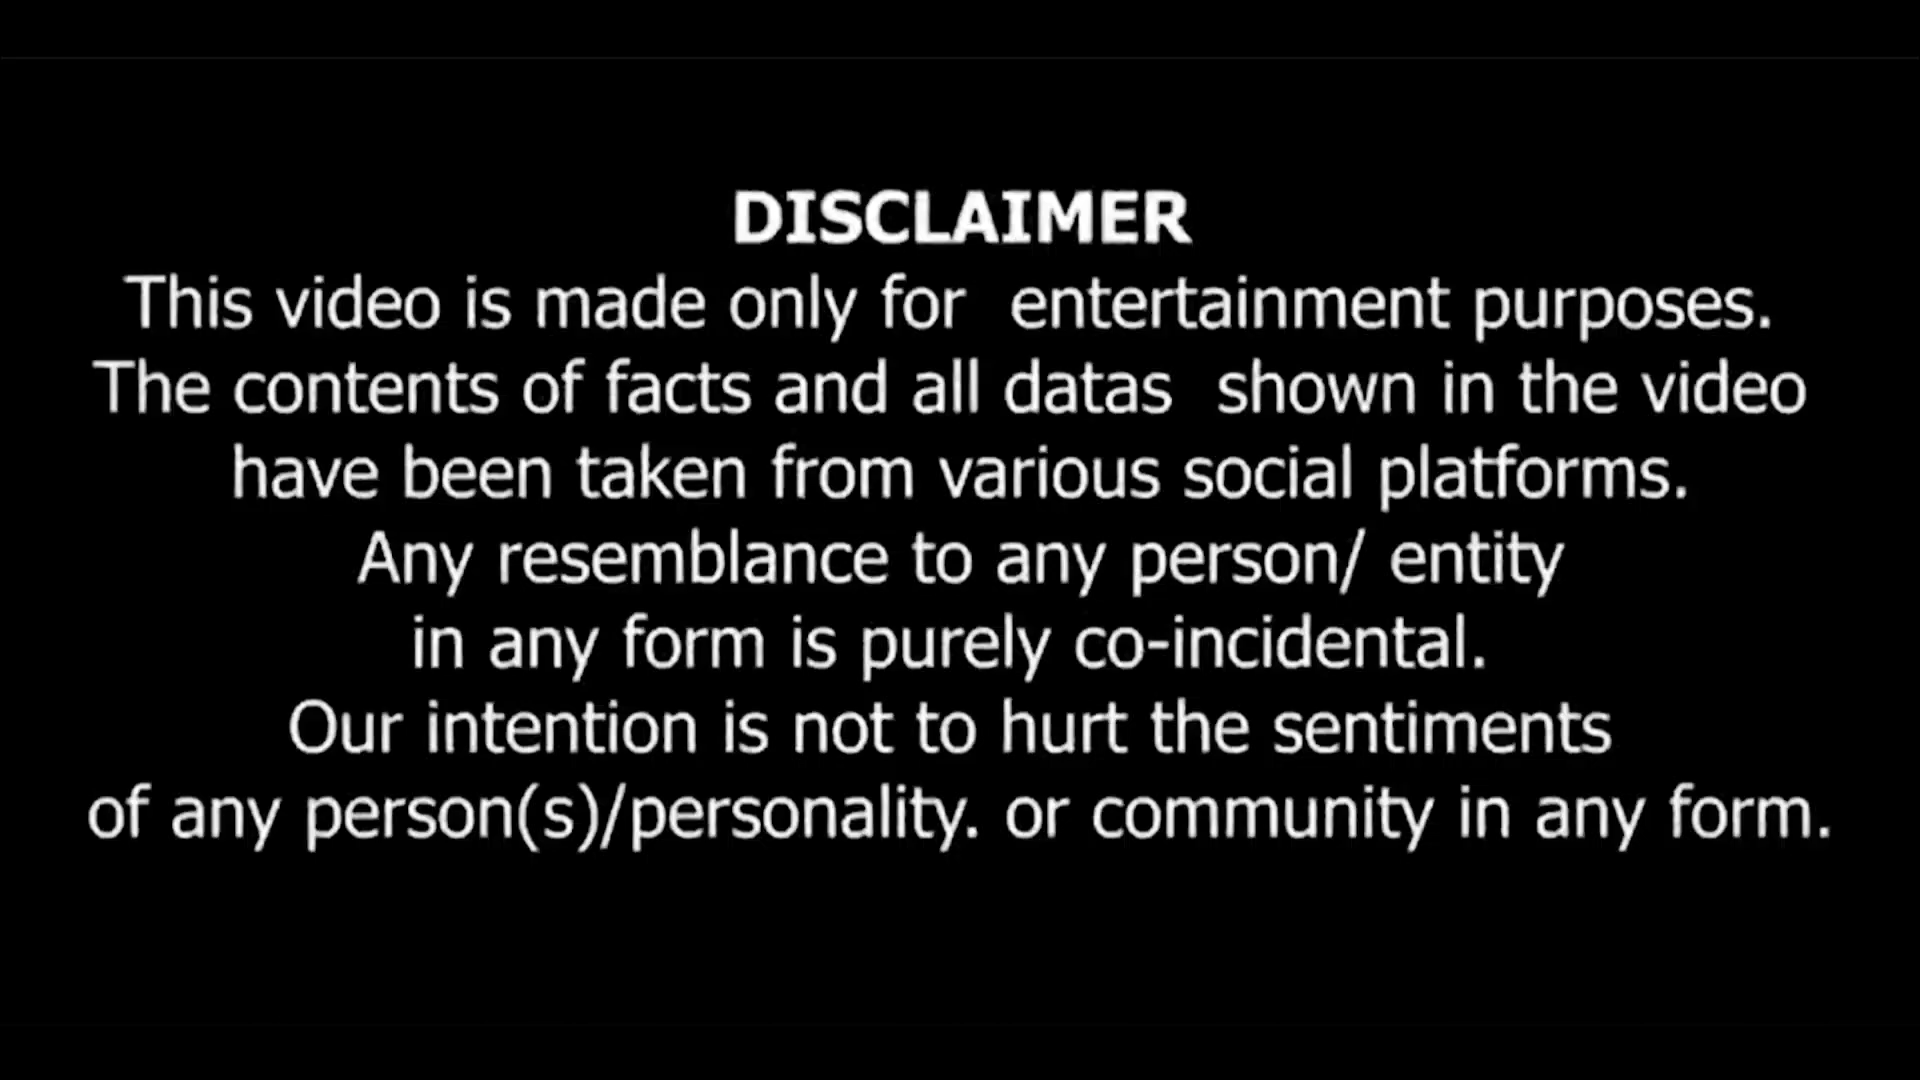 DISCLAIMER
This video is made only for entertainment purposes.
The contents of facts and all datas shown in the video
have been taken from various social platforms.
Any resemblance to any person/ entity
in any form is purely co-incidental.
Our intention is not to hurt the sentiments
of any person(s)/personality. or community in any form.